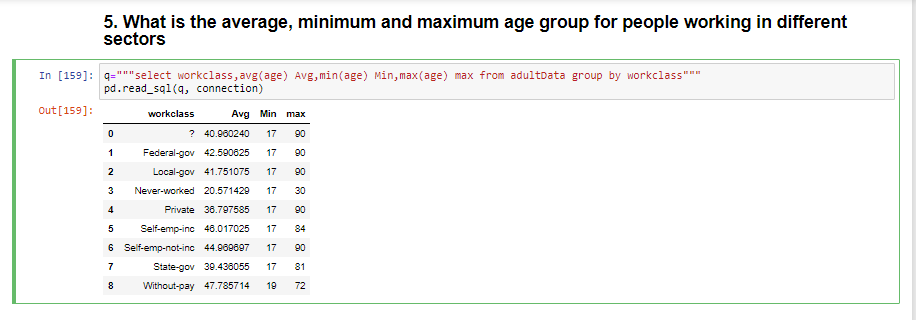 5. What is the average, minimum and maximum age group for people working in different
sectors
In [159]: q="""select workclass,avg(age) Avg,min(age) Min,max(age) max from adultData group by workclass"""
pd.read_sql(q, connection)
Out[159]:
workclass Avg Min max
0 ? 40.960240 17 90
1 Federal-gov 42.590625 17 90
2 Local-gov 41.751075 17 90
3 Never-worked 20.571429 17 30
4 Private 36.797585 17 90
5 Self-emp-inc 46.017025 17 84
6 Self-emp-not-inc 44.969697 17 90
7 State-gov 39.436055 17 81
8 Without-pay 47.785714 19 72